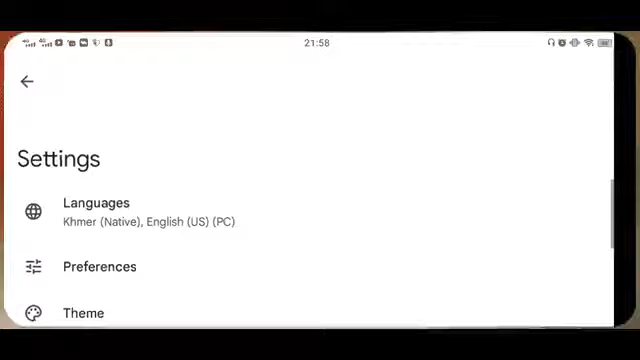 21:58
Settings
Languages
Khmer (Native), English (US) (PC)
Preferences
Theme